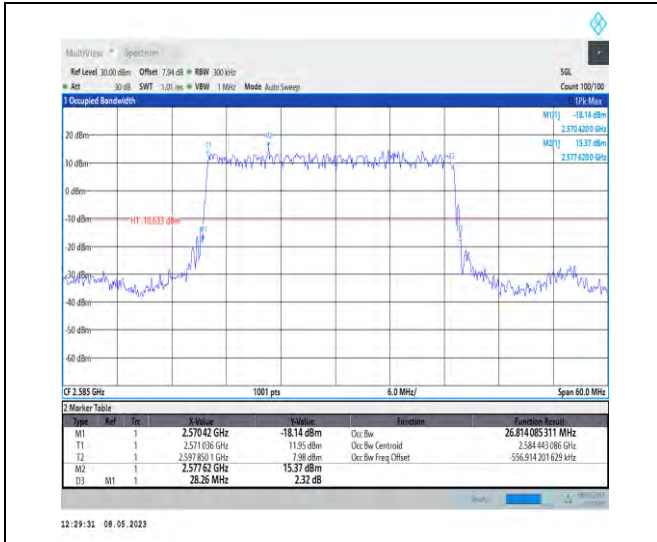 MultiView Spectrum
Ref Level 30.00 dBm Offset 7.94 dB RBW 300 kHz SGL
Att 30 dB SWT 1.01 ms VBW 1 MHz Mode Auto Sweep Count 100/100
1 Occupied Bandwidth 1Pk Max
M1[1] -18.14 dBm
2.570 4200 GHz
M2[1] 15.37 dBm
2.577 6200 GHz
20 dBm
10 dBm
0 dBm
-10 dBm
H1 -10.633 dBm
-20 dBm
-30 dBm
-40 dBm
-50 dBm
-60 dBm
T1
M2
T2
M1
CF 2.585 GHz 1001 pts 6.0 MHz/ Span 60.0 MHz
2 Marker Table
Type Ref Trc X-Value Y-Value Function Function Result
M1 1 2.570 42 GHz -18.14 dBm Occ Bw 26.814 085 311 MHz
T1 1 2.571 036 GHz 11.95 dBm Occ Bw Centroid 2.584 443 086 GHz
T2 1 2.597 850 1 GHz 7.98 dBm Occ Bw Freq Offset -556.914 201 629 kHz
M2 1 2.577 62 GHz 15.37 dBm
D3 M1 1 28.26 MHz 2.32 dB
12:29:31 08.05.2023